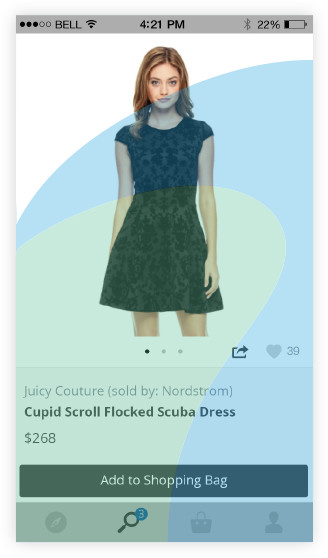 BELL 4:21 PM 22%
39
Juicy Couture (sold by: Nordstrom)
Cupid Scroll Flocked Scuba Dress
$268
Add to Shopping Bag
3